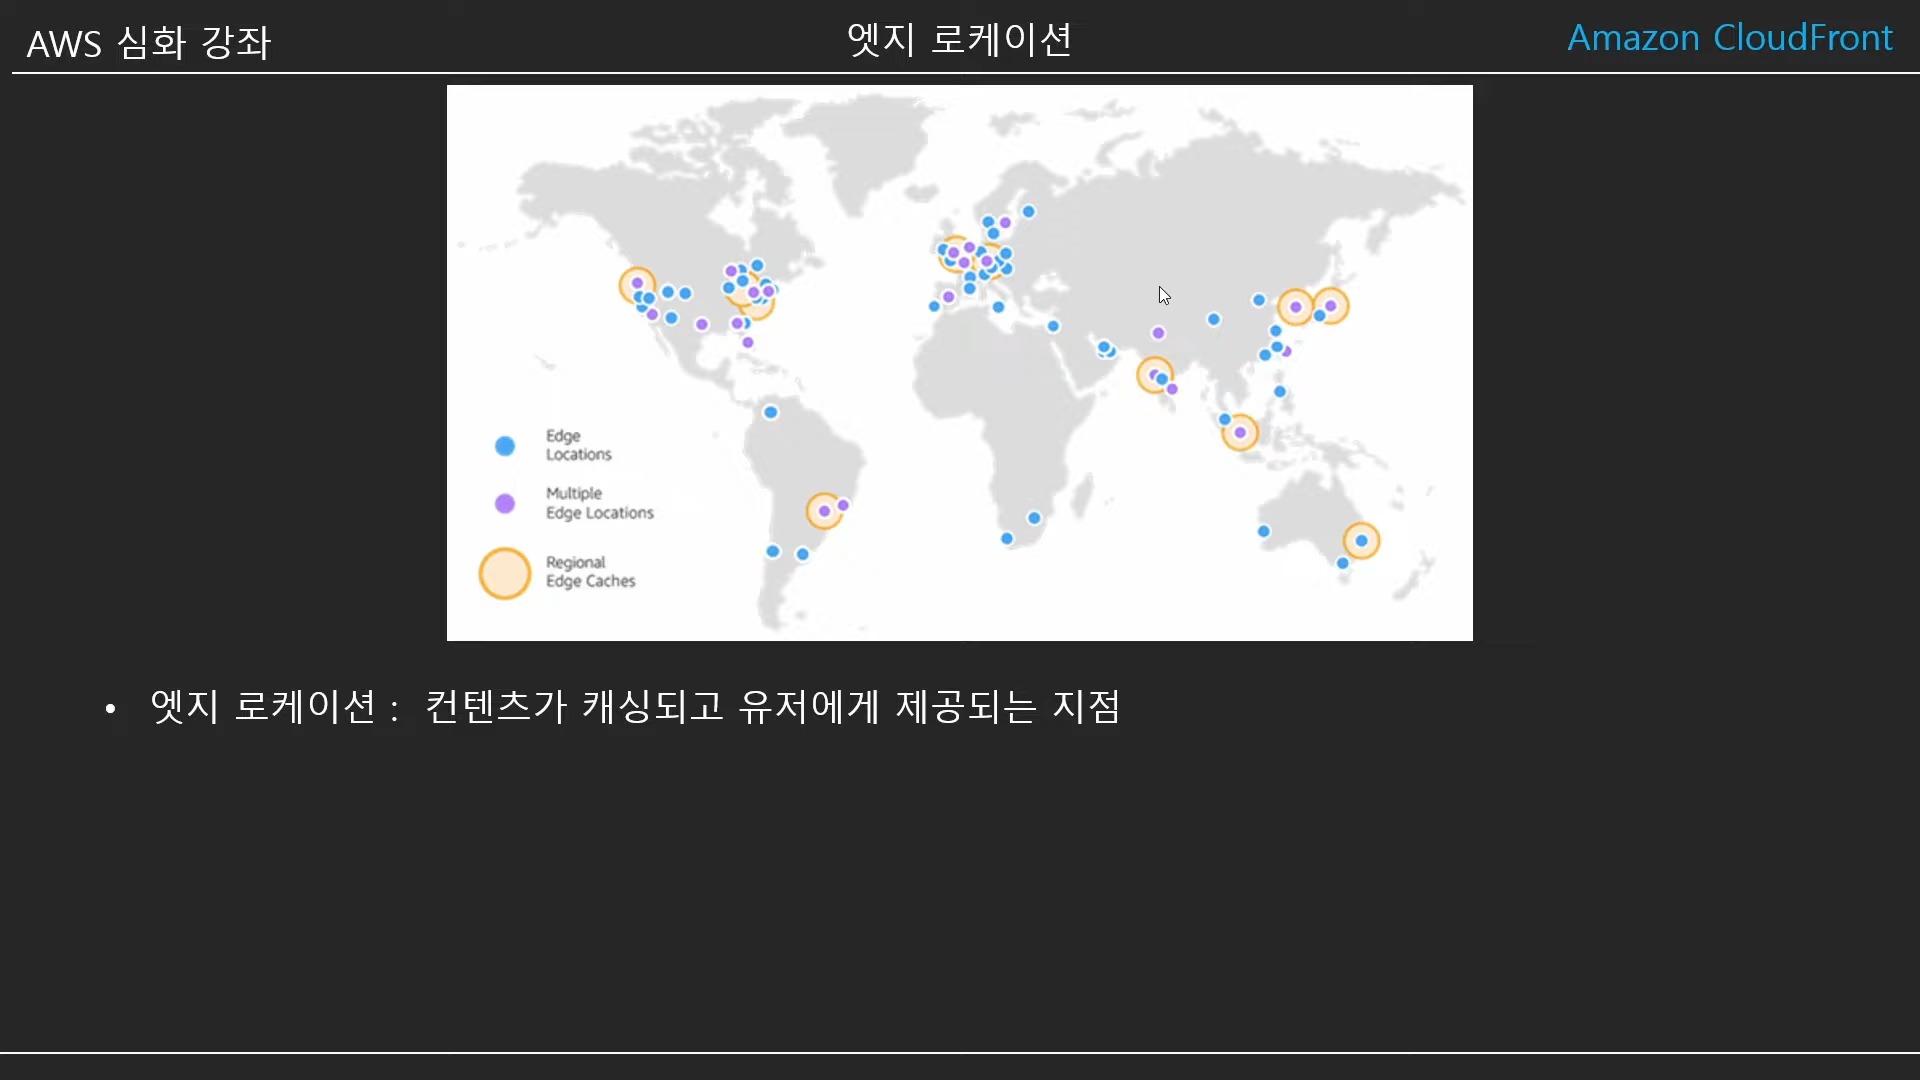 AWS 심화 강좌
엣지 로케이션
Amazon CloudFront
Edge
Locations
Multiple
Edge Locations
Regional
Edge Caches
• 엣지 로케이션 : 컨텐츠가 캐싱되고 유저에게 제공되는 지점